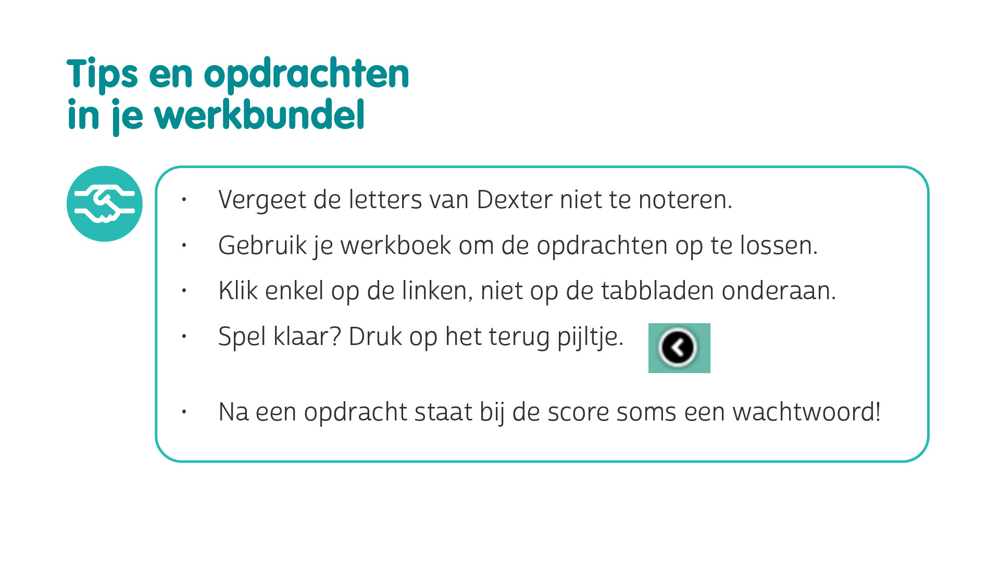 Tips en opdrachten
in je werkbundel
• Vergeet de letters van Dexter niet te noteren.
• Gebruik je werkboek om de opdrachten op te lossen.
• Klik enkel op de linken, niet op de tabbladen onderaan.
• Spel klaar? Druk op het terug pijltje.
• Na een opdracht staat bij de score soms een wachtwoord!